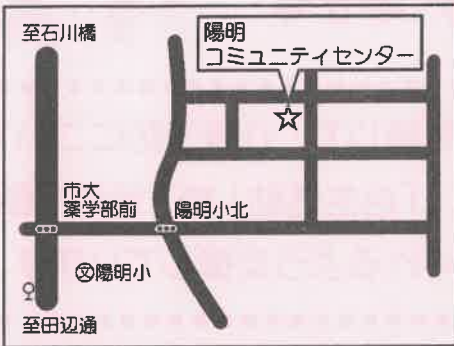 至石川橋
陽明
コミュニティセンター
市大
薬学部前
陽明小北
文陽明小
至田辺通